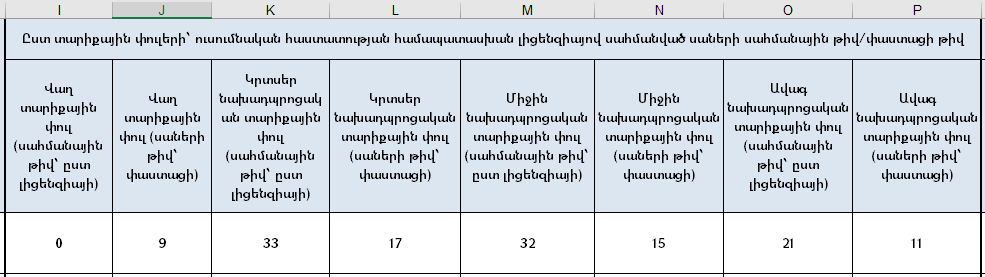 I J K L M N O P
Ըստ տարիքային փուլերի՝ ուսումնական հաստատության համապատասխան լիցենզիայով սահմանված սաների սահմանային թիվ/փաստացի թիվ
Վաղ
տարիքային
փուլ
(սահմանային
թիվ՝ ըստ
լիցենզիայի)
Վաղ
տարիքային
փուլ (սաների
թիվ՝
փաստացի)
Կրտսեր
նախադպրոցակ
ան տարիքային
փուլ
(սահմանային
թիվ՝ ըստ
լիցենզիայի)
Կրտսեր
նախադպրոցական
տարիքային փուլ
(սաների թիվ՝
փաստացի)
Միջին
նախադպրոցական
տարիքային փուլ
(սահմանային թիվ՝
ըստ լիցենզիայի)
Միջին
նախադպրոցական
տարիքային փուլ
(սաների թիվ՝
փաստացի)
Ավագ
նախադպրոցական
տարիքային փուլ
(սահմանային
թիվ՝ ըստ
լիցենզիայի)
Ավագ
նախադպրոցական
տարիքային փուլ
(սաների թիվ՝
փաստացի)
0 9 33 17 32 15 21 11